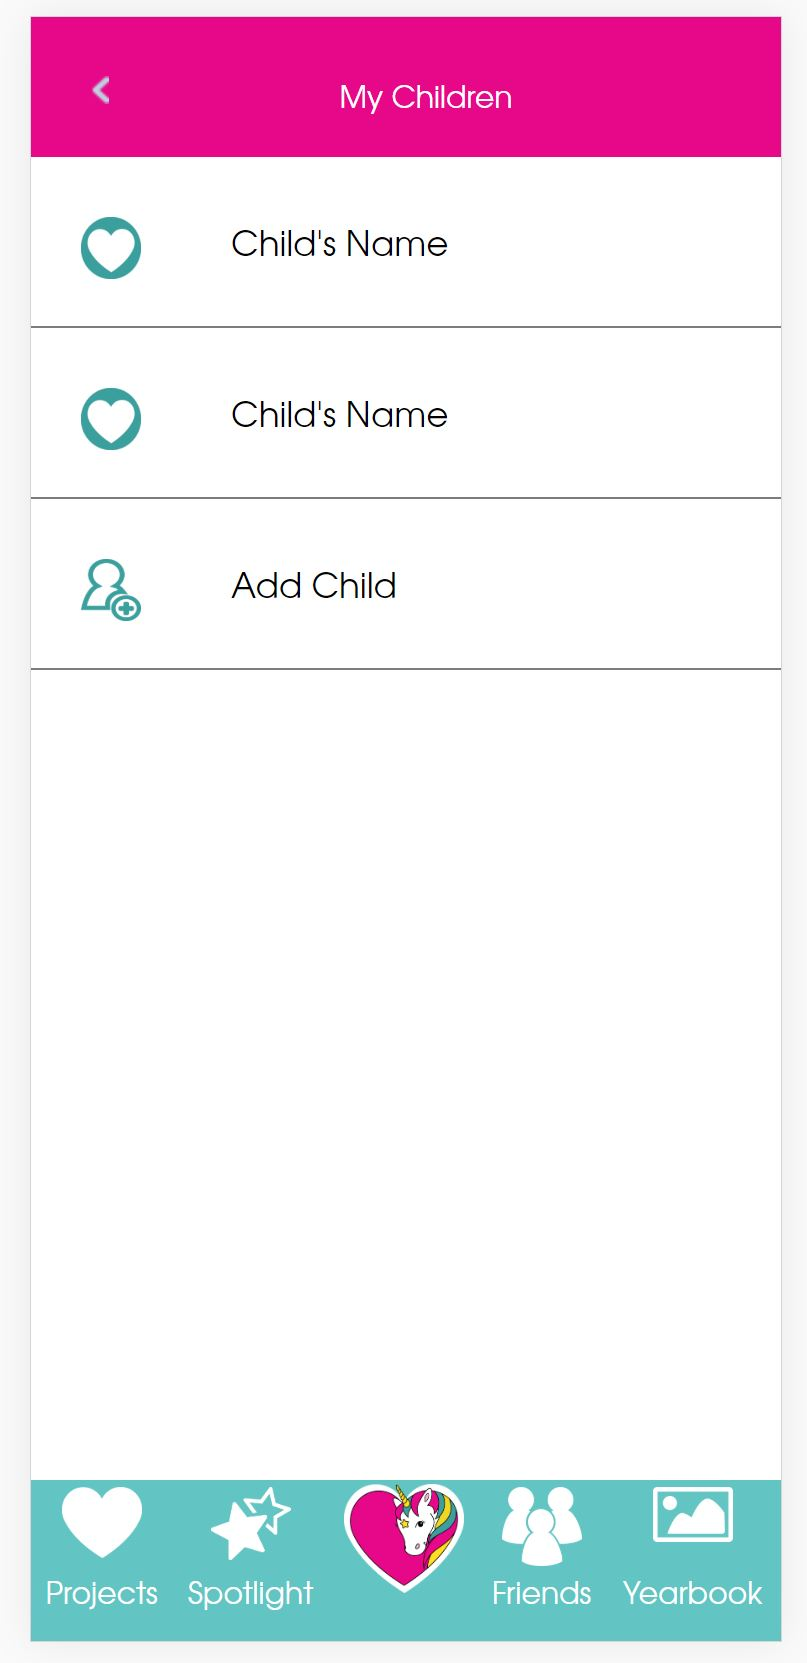 My Children
Child's Name
Child's Name
Add Child
Projects Spotlight Friends Yearbook